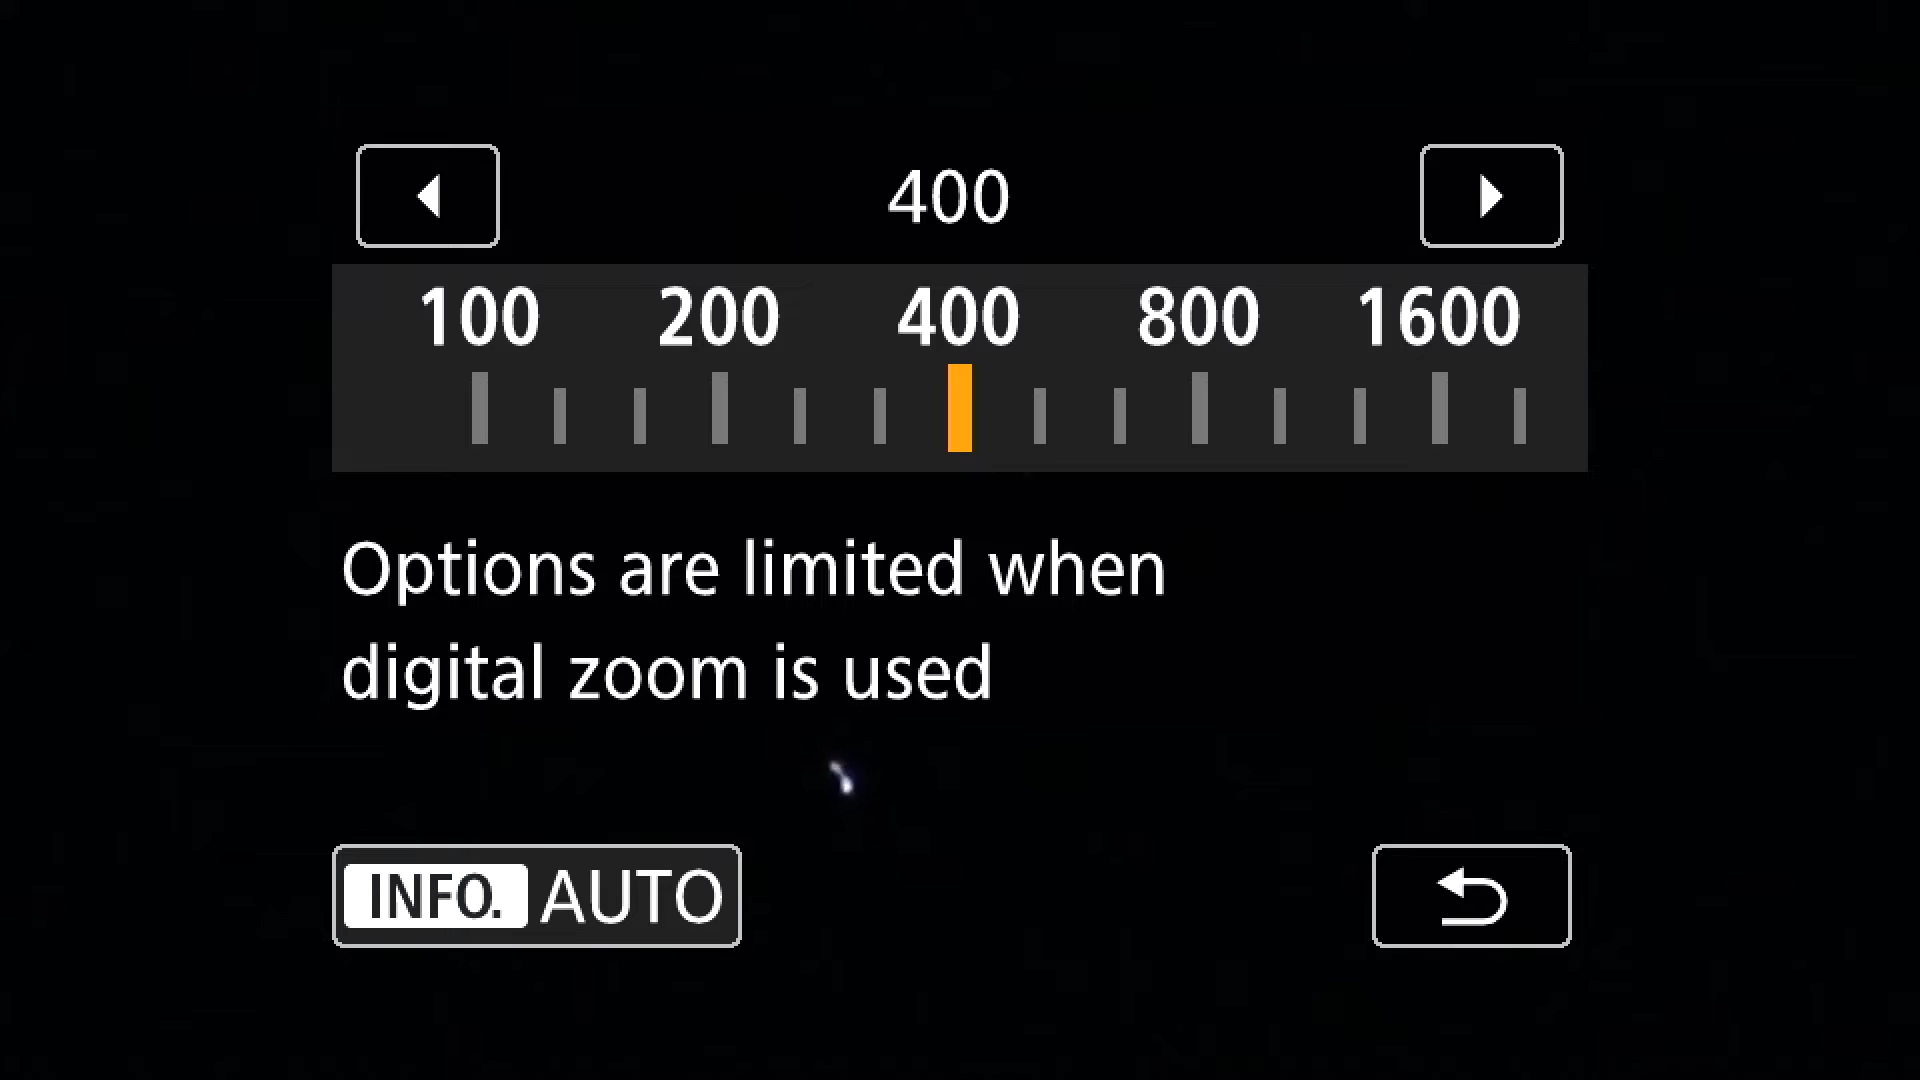 400
100 200 400 800 1600
Options are limited when
digital zoom is used
INFO. AUTO